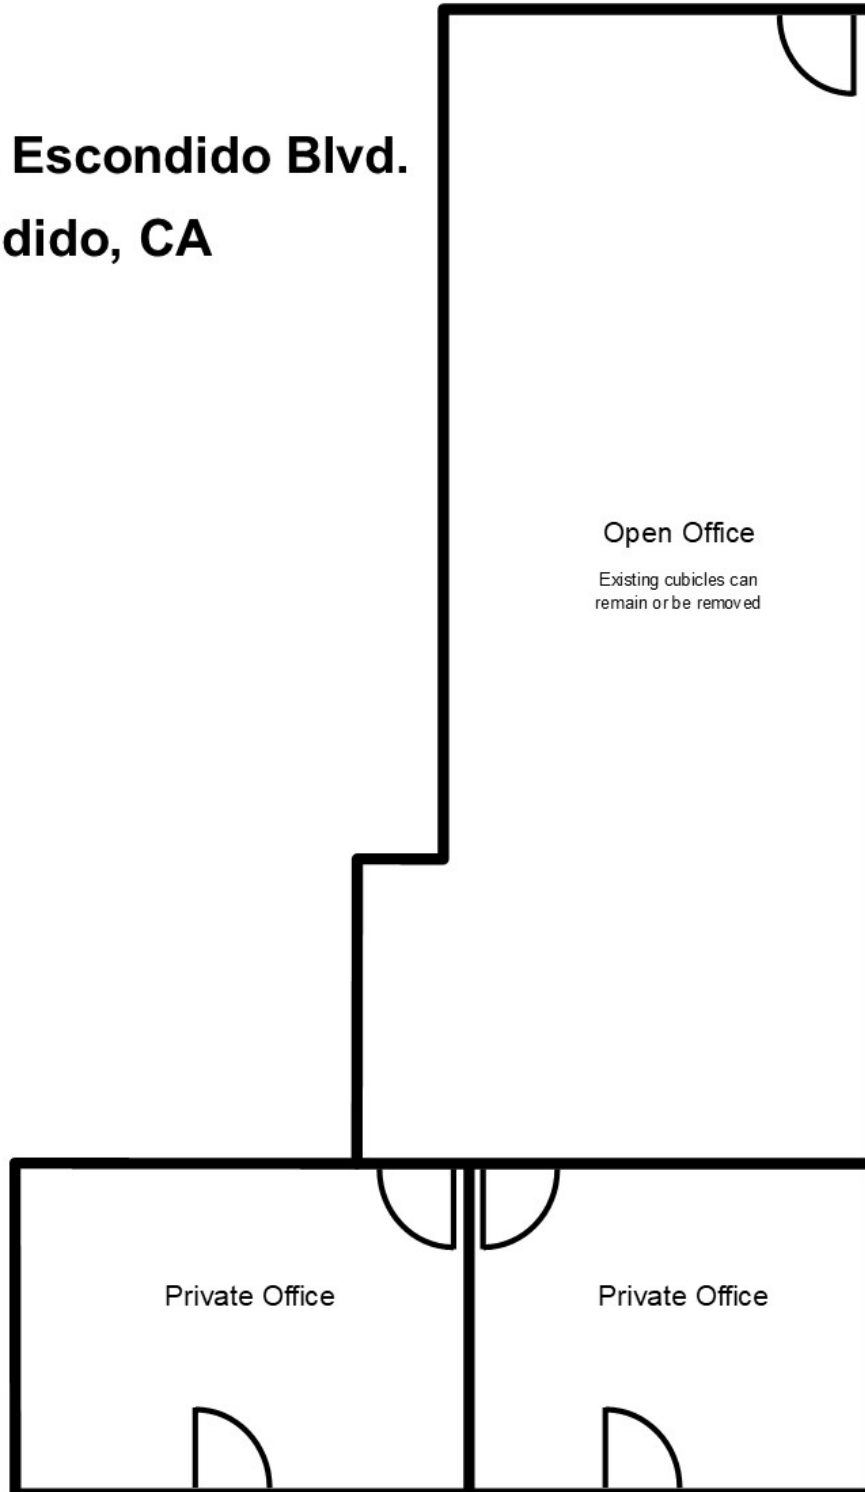 Escondido Blvd.
dido, CA
Open Office
Existing cubicles can
remain or be removed
Private Office
Private Office